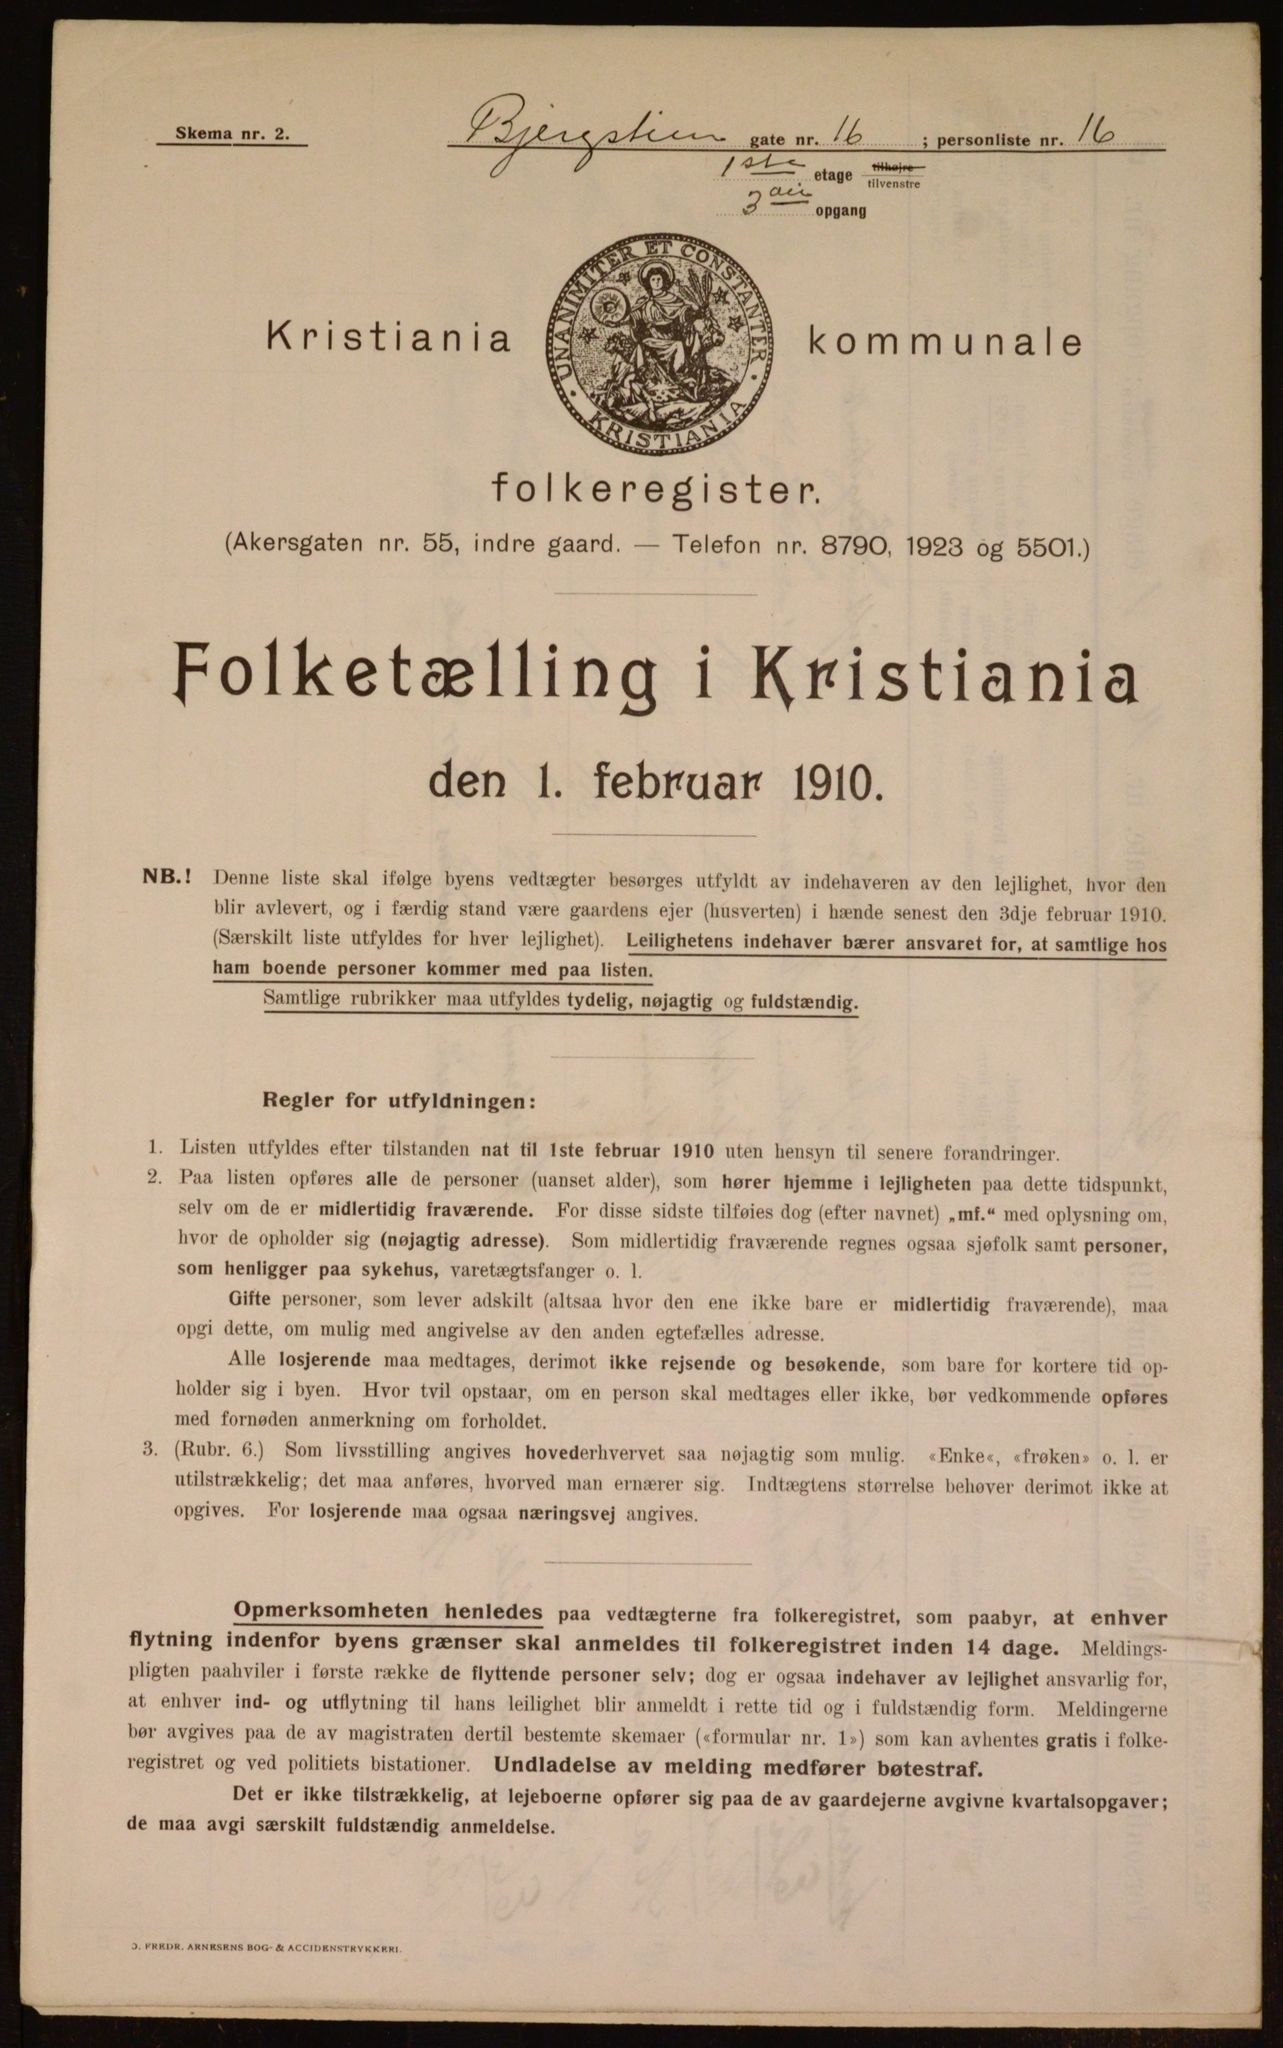 Skema nr. 2.
Bjergstien gate nr. 16 ; personliste nr. 16
1ste etage tilhøjre
tilvenstre
3die opgang
UNANIMITER ET CONSTANTER
KRISTIANIA
Kristiania kommunale
folkeregister.
(Akersgaten nr. 55, indre gaard. — Telefon nr. 8790, 1923 og 5501.)
Folketælling i Kristiania
den 1. februar 1910.
NB.! Denne liste skal ifølge byens vedtægter besørges utfyldt av indehaveren av den lejlighet, hvor den
blir avlevert, og i færdig stand være gaardens ejer (husverten) i hænde senest den 3dje februar 1910.
(Særskilt liste utfyldes for hver lejlighet). Leilighetens indehaver bærer ansvaret for, at samtlige hos
ham boende personer kommer med paa listen.
Samtlige rubrikker maa utfyldes tydelig, nøjagtig og fuldstændig.
Regler for utfyldningen:
1. Listen utfyldes efter tilstanden nat til 1ste februar 1910 uten hensyn til senere forandringer.
2. Paa listen opføres alle de personer (uanset alder), som hører hjemme i lejligheten paa dette tidspunkt,
selv om de er midlertidig fraværende. For disse sidste tilføies dog (efter navnet) „mf.“ med oplysning om,
hvor de opholder sig (nøjagtig adresse). Som midlertidig fraværende regnes ogsaa sjøfolk samt personer,
som henligger paa sykehus, varetægtsfanger o. l.
Gifte personer, som lever adskilt (altsaa hvor den ene ikke bare er midlertidig fraværende), maa
opgi dette, om mulig med angivelse av den anden egtefælles adresse.
Alle losjerende maa medtages, derimot ikke rejsende og besøkende, som bare for kortere tid op-
holder sig i byen. Hvor tvil opstaar, om en person skal medtages eller ikke, bør vedkommende opføres
med fornøden anmerkning om forholdet.
3. (Rubr. 6.) Som livsstilling angives hovederhvervet saa nøjagtig som mulig. «Enke«, «frøken» o. l. er
utilstrækkelig; det maa anføres, hvorved man ernærer sig. Indtægtens størrelse behøver derimot ikke at
opgives. For losjerende maa ogsaa næringsvej angives.
Opmerksomheten henledes paa vedtægterne fra folkeregistret, som paabyr, at enhver
flytning indenfor byens grænser skal anmeldes til folkeregistret inden 14 dage. Meldings-
pligten paahviler i første række de flyttende personer selv; dog er ogsaa indehaver av lejlighet ansvarlig for,
at enhver ind- og utflytning til hans leilighet blir anmeldt i rette tid og i fuldstændig form. Meldingerne
bør avgives paa de av magistraten dertil bestemte skemaer («formular nr. 1») som kan avhentes gratis i folke-
registret og ved politiets bistationer. Undladelse av melding medfører bøtestraf.
Det er ikke tilstrækkelig, at lejeboerne opfører sig paa de av gaardejerne avgivne kvartalsopgaver;
de maa avgi særskilt fuldstændig anmeldelse.
O. FREDR. ARNESENS BOG- & ACCIDENSTRYKKERI.